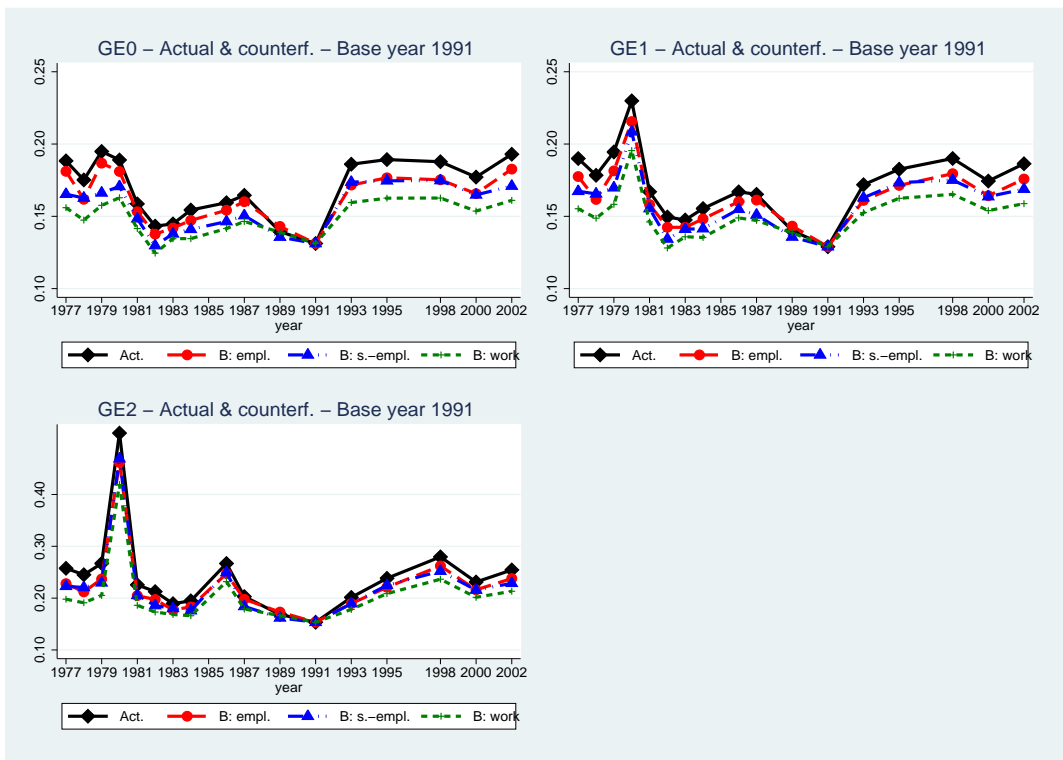 GE0 − Actual & counterf. − Base year 1991
0.25
0.20
0.15
0.10
1977 1979 1981 1983 1985 1987 1989 1991 1993 1995 1998 2000 2002
year
Act. B: empl. B: s.−empl. B: work
GE1 − Actual & counterf. − Base year 1991
0.25
0.20
0.15
0.10
1977 1979 1981 1983 1985 1987 1989 1991 1993 1995 1998 2000 2002
year
Act. B: empl. B: s.−empl. B: work
GE2 − Actual & counterf. − Base year 1991
0.40
0.30
0.20
0.10
1977 1979 1981 1983 1985 1987 1989 1991 1993 1995 1998 2000 2002
year
Act. B: empl. B: s.−empl. B: work